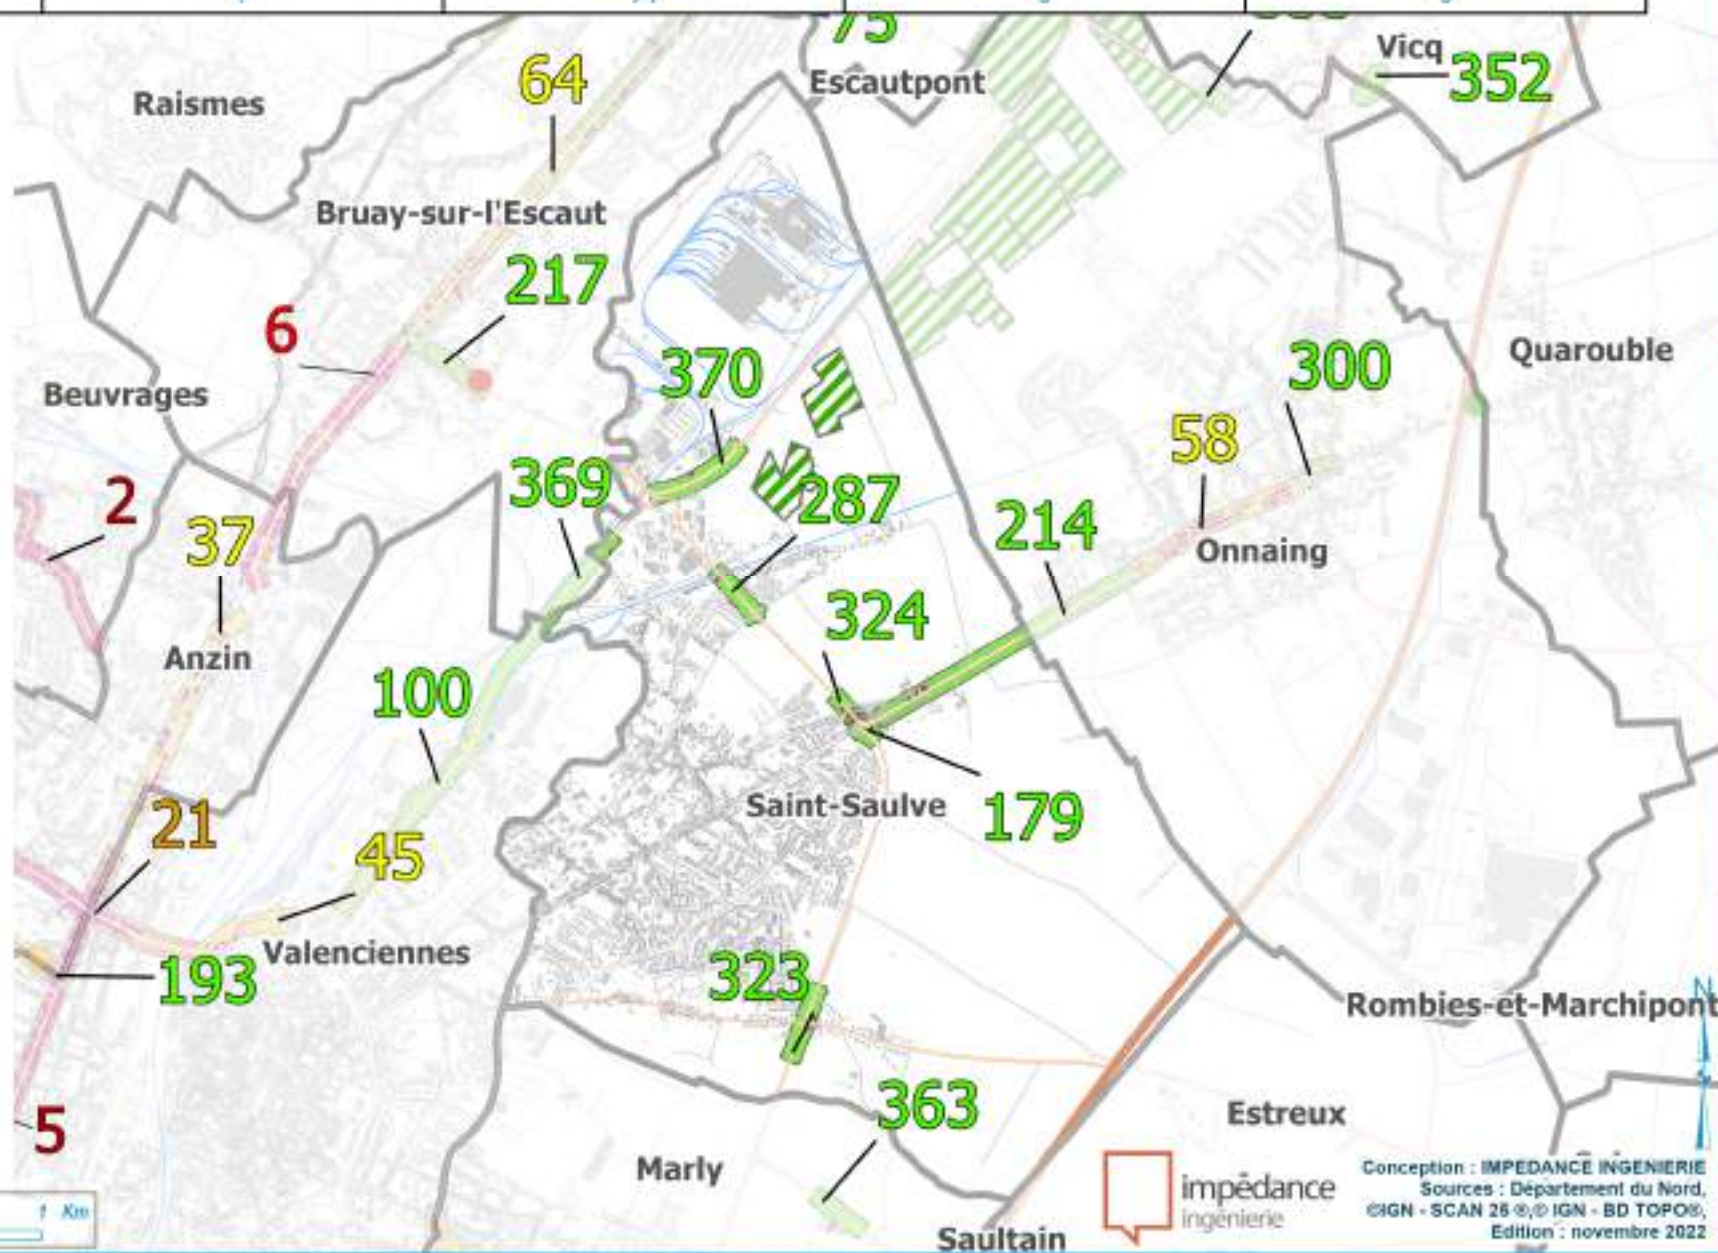 75
Vicq
352
Escautpont
64
Raismes
Bruay-sur-l'Escaut
217
6
Quarouble
370
300
Beuvrages
58
369
287
2
214
37
Onnaing
324
Anzin
100
Saint-Saulve
179
21
45
Valenciennes
193
323
Rombies-et-Marchipont
N
363
Estreux
5
Marly
impédance
ingénierie
Conception : IMPEDANCE INGENIERIE
Sources : Département du Nord,
©IGN - SCAN 25 ®,© IGN - BD TOPO®,
Edition : novembre 2022
1 Km
Saultain